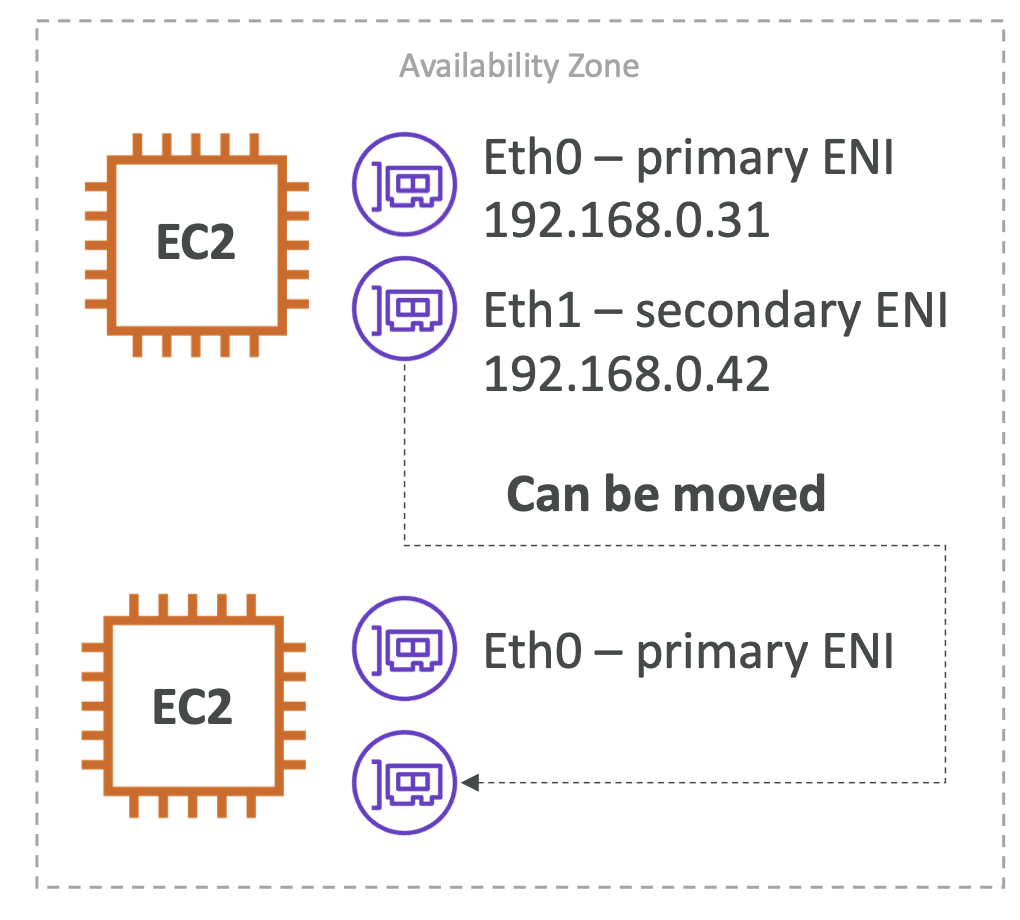 Availability Zone
EC2
Eth0 – primary ENI
192.168.0.31
Eth1 – secondary ENI
192.168.0.42
Can be moved
EC2
Eth0 – primary ENI